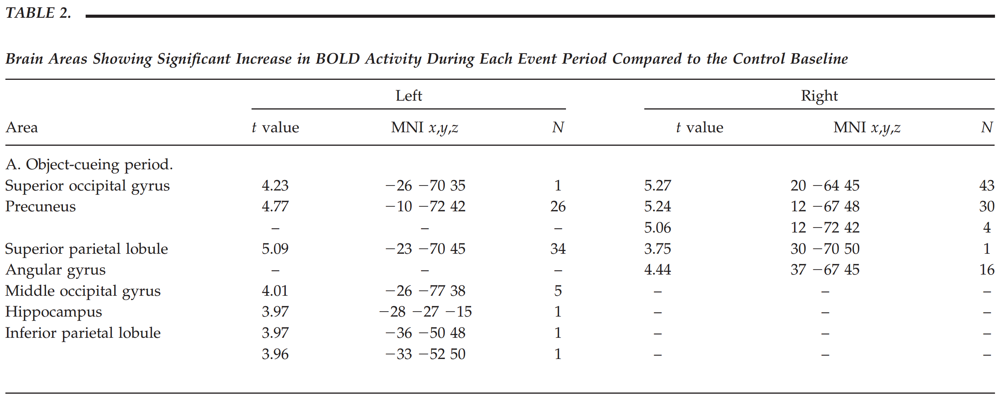 TABLE 2.
Brain Areas Showing Significant Increase in BOLD Activity During Each Event Period Compared to the Control Baseline
Left Right
Area t value MNI x,y,z N t value MNI x,y,z N
A. Object-cueing period.
Superior occipital gyrus 4.23 −26 −70 35 1 5.27 20 −64 45 43
Precuneus 4.77 −10 −72 42 26 5.24 12 −67 48 30
– – – 5.06 12 −72 42 4
Superior parietal lobule 5.09 −23 −70 45 34 3.75 30 −70 50 1
Angular gyrus – – – 4.44 37 −67 45 16
Middle occipital gyrus 4.01 −26 −77 38 5 – – –
Hippocampus 3.97 −28 −27 −15 1 – – –
Inferior parietal lobule 3.97 −36 −50 48 1 – – –
3.96 −33 −52 50 1 – – –